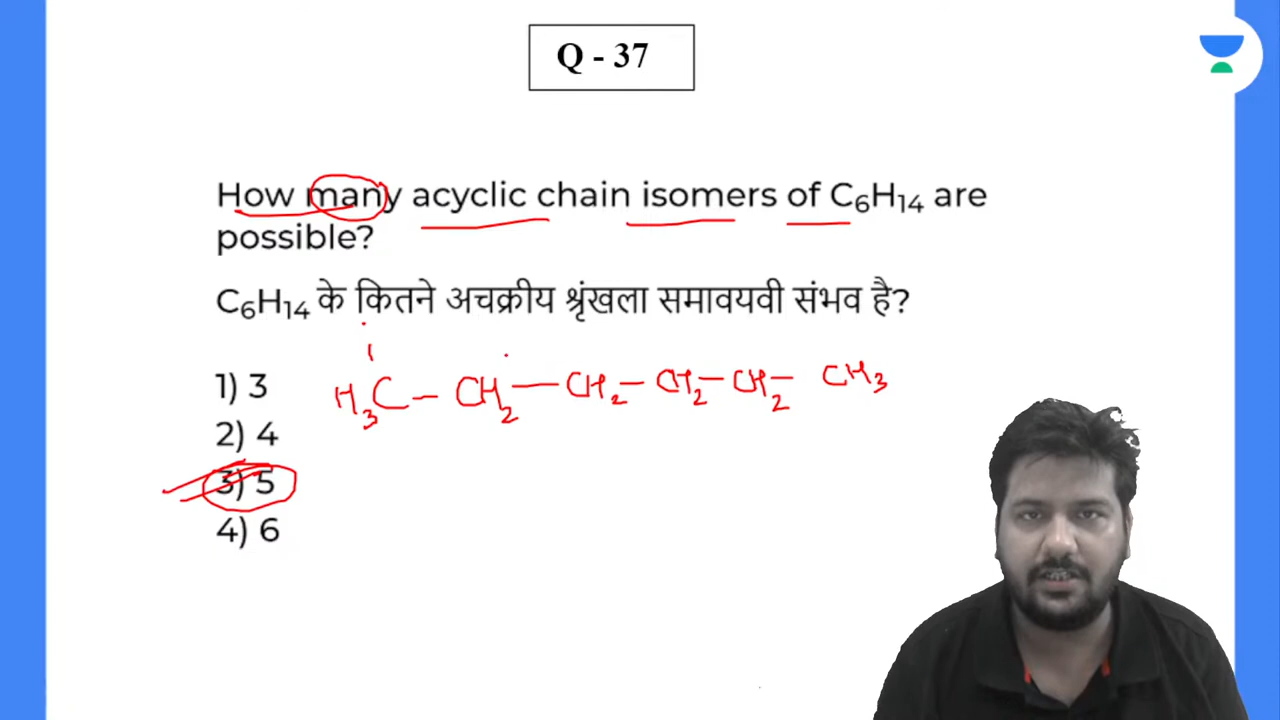 Q - 37
How many acyclic chain isomers of C₆H₁₄ are
possible?
C₆H₁₄ के कितने अचक्रीय श्रृंखला समावयवी संभव है?
H₃C — CH₂ — CH₂ — CH₂ — CH₂ — CH₃
1) 3
2) 4
3) 5
4) 6